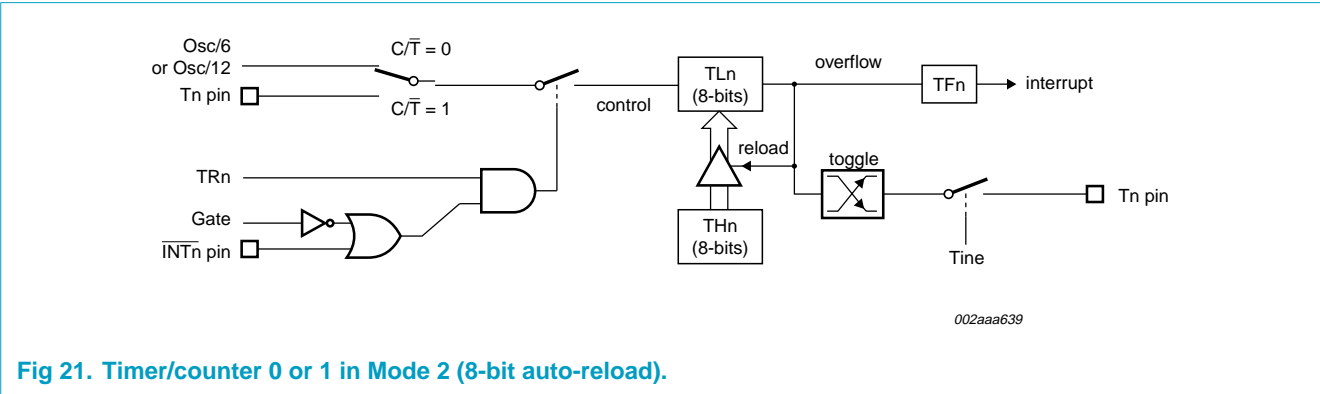 Osc/6
or Osc/12
Tn pin
C/T̅ = 0
C/T̅ = 1
control
TLn
(8-bits)
overflow
TFn
interrupt
reload
toggle
TRn
Gate
I̅N̅T̅n̅ pin
THn
(8-bits)
Tn pin
Tine
002aaa639
Fig 21. Timer/counter 0 or 1 in Mode 2 (8-bit auto-reload).